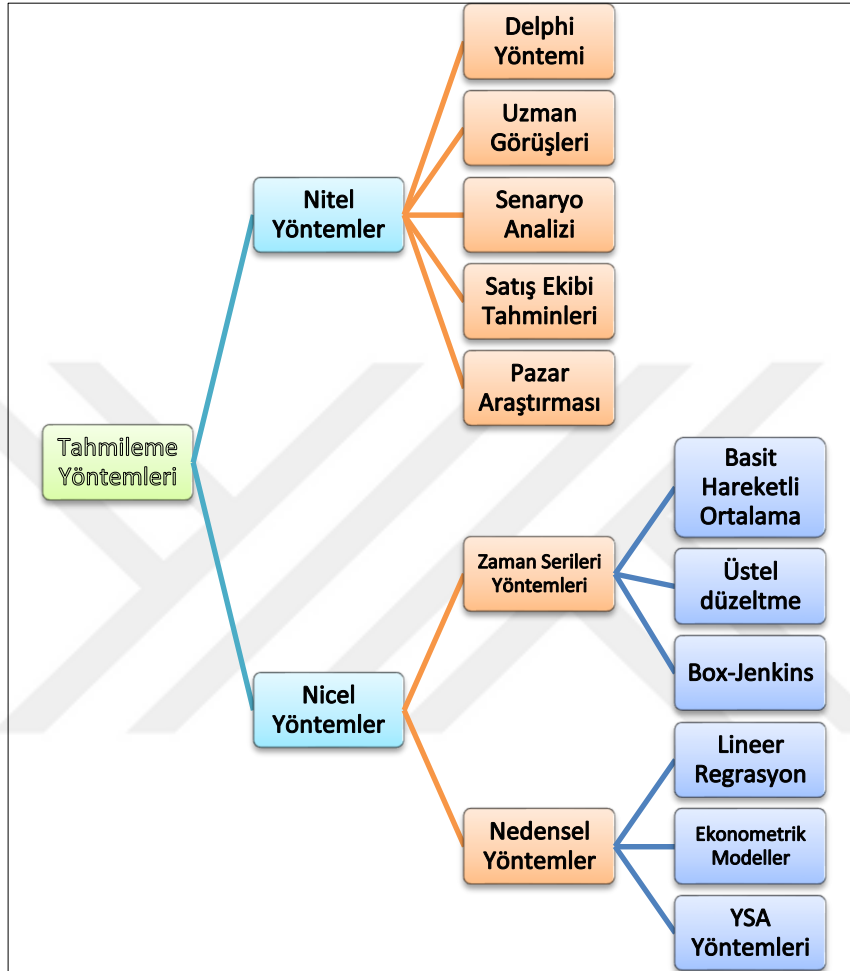 Delphi
Yöntemi
Uzman
Görüşleri
Nitel
Yöntemler
Senaryo
Analizi
Satış Ekibi
Tahminleri
Pazar
Araştırması
Tahmileme
Yöntemleri
Basit
Hareketli
Ortalama
Zaman Serileri
Yöntemleri
Üstel
düzeltme
Box-Jenkins
Nicel
Yöntemler
Lineer
Regrasyon
Nedensel
Yöntemler
Ekonometrik
Modeller
YSA
Yöntemleri